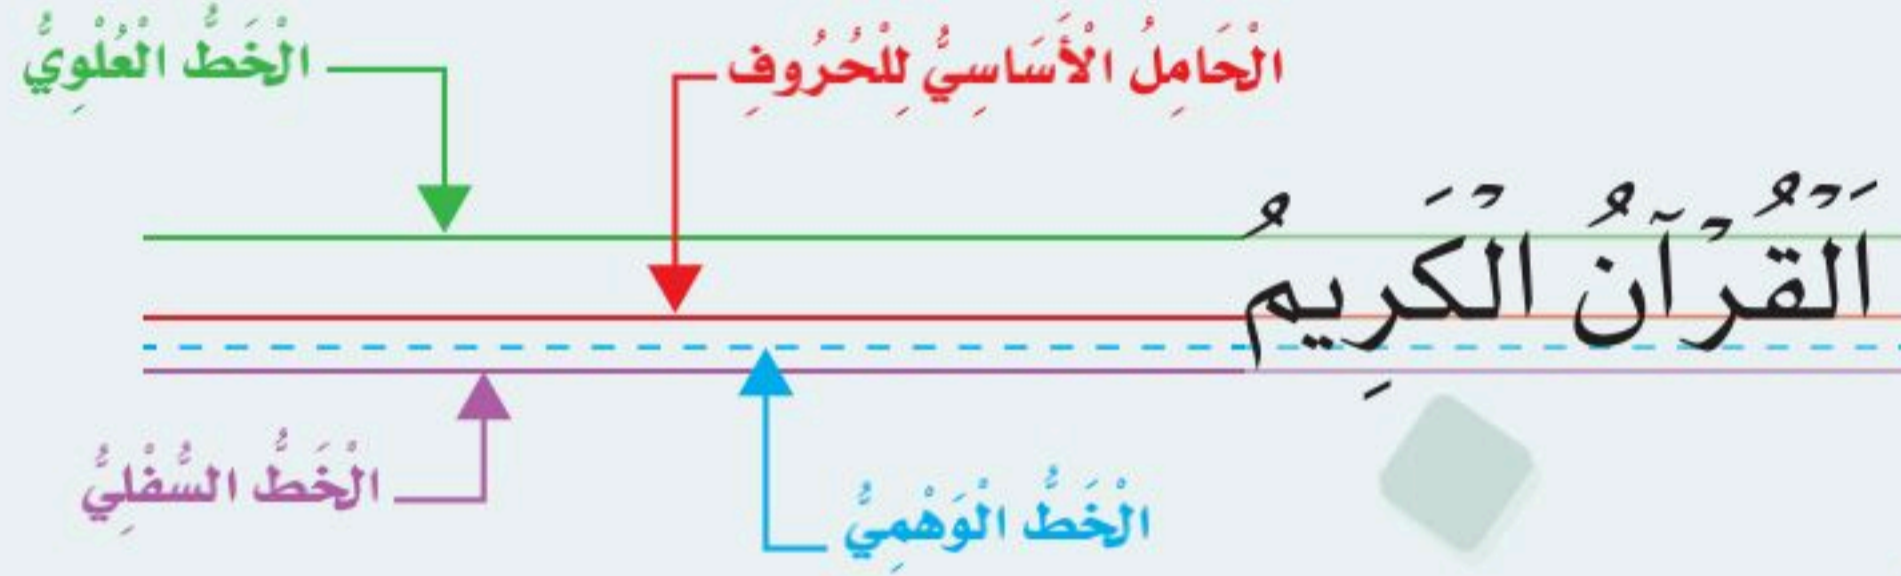 الْحَامِلُ الْأَسَاسِيُّ لِلْحُرُوفِ
الْخَطُّ الْعُلْوِيُّ
اَلْقُرْآنُ الْكَرِيمُ
الْخَطُّ السُّفْلِيُّ
الْخَطُّ الْوَهْمِيُّ